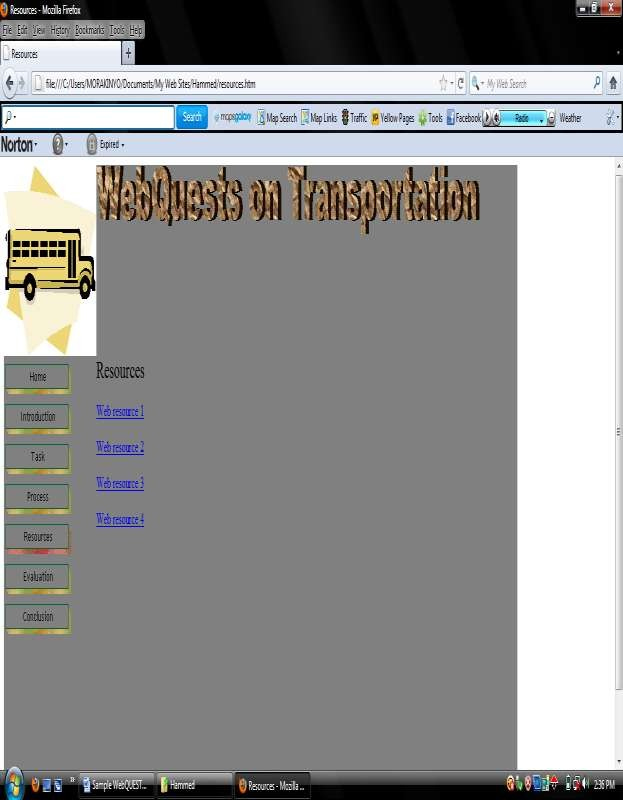 Resources - Mozilla Firefox
File Edit View History Bookmarks Tools Help
Resources
file:///C:/Users/MORAKINYO/Documents/My Web Sites/Hammed/resources.htm
My Web Search
Search mapsgalaxy Map Search Map Links Traffic Yellow Pages Tools Facebook Radio Weather
Norton Expired
WebQuests on Transportation
Resources
Home
Web resource 1
Introduction
Web resource 2
Task
Web resource 3
Process
Web resource 4
Resources
Evaluation
Conclusion
Sample WebQUEST... Hammed Resources - Mozilla ... 2:36 PM